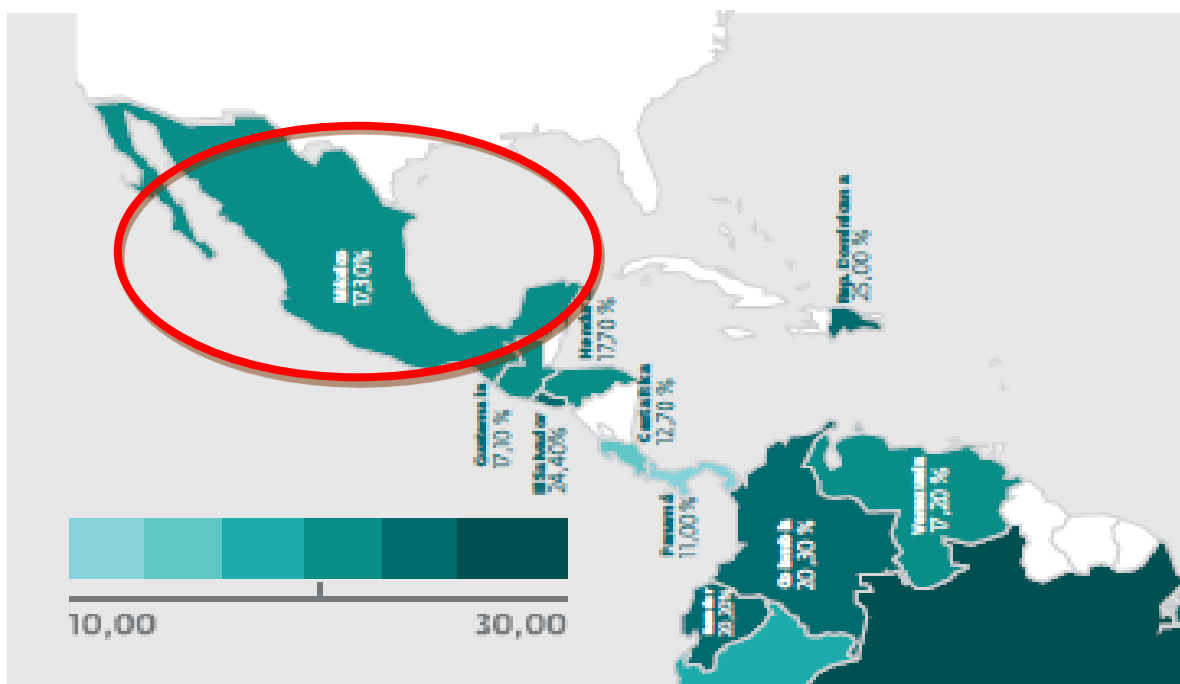 México
17,30%
Honduras
17,70 %
Rep. Dominicana
25,00 %
Guatemala
17,10 %
El Salvador
24,40%
Costa Rica
12,70 %
Panamá
11,00%
Colombia
20,30 %
Venezuela
17,20 %
Ecuador
10,00
30,00